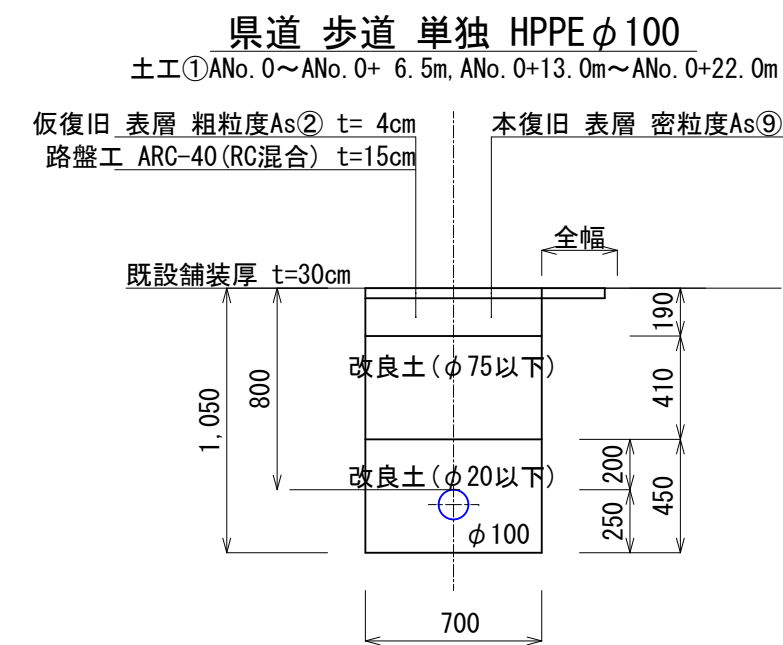 県道 歩道 単独 HPPEφ100
土工①ANo.0～ANo.0+ 6.5m,ANo.0+13.0m～ANo.0+22.0m
仮復旧 表層 粗粒度As② t= 4cm
本復旧 表層 密粒度As⑨
路盤工 ARC-40(RC混合) t=15cm
全幅
既設舗装厚 t=30cm
190
改良土(φ75以下)
410
800
1,050
改良土(φ20以下)
200
450
250
φ100
700